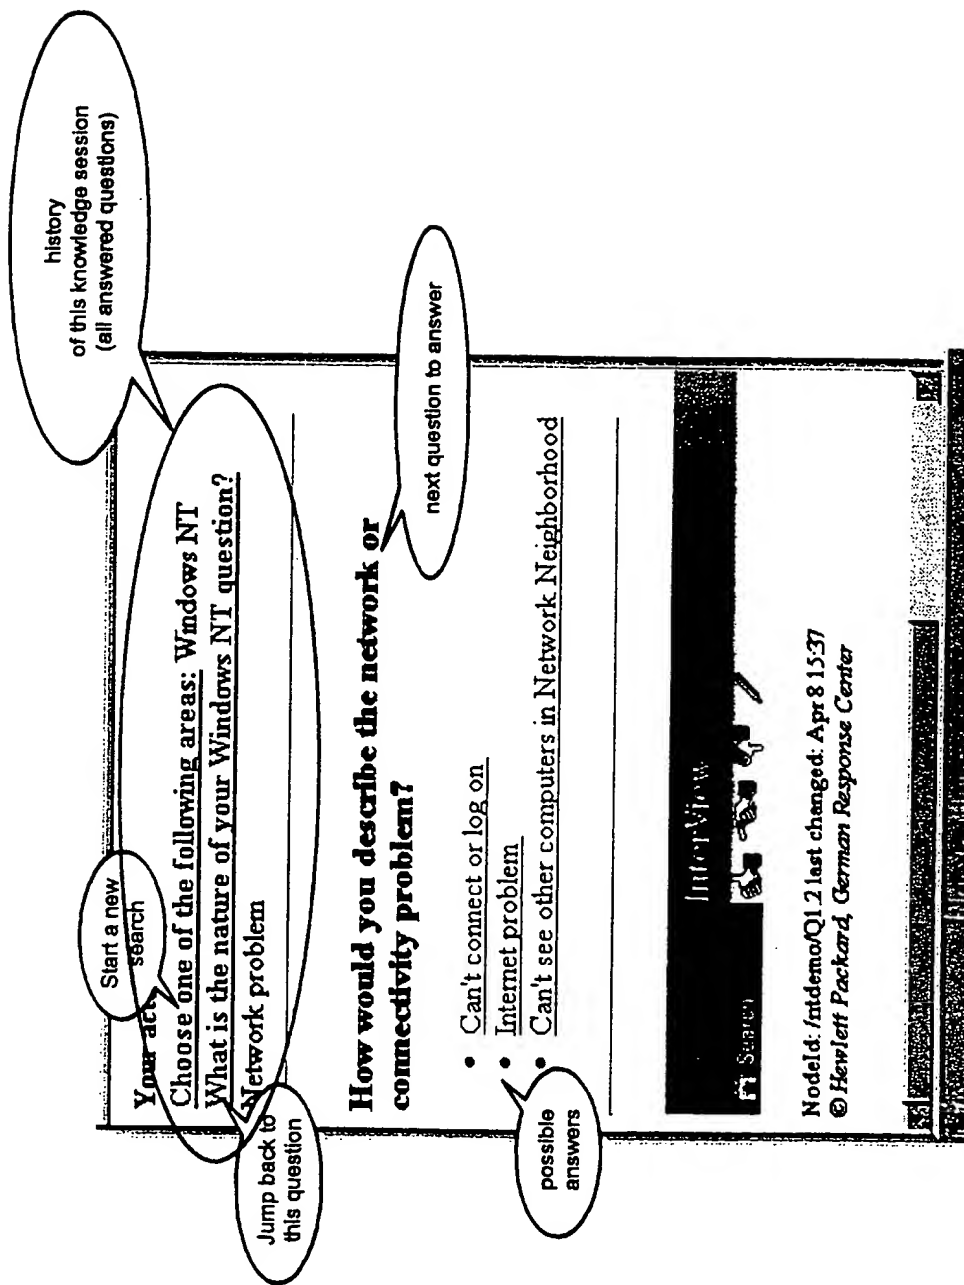 history
of this knowledge session
(all answered questions)
Start a new
search
Your
Choose one of the following areas: Windows NT
What is the nature of your Windows NT question?
Network problem
Jump back to
this question
How would you describe the network or
connectivity problem?
next question to answer
• Can't connect or log on
• Internet problem
• Can't see other computers in Network Neighborhood
possible
answers
InterView
NodeId: /ntdemo/Q1.2 last changed: Apr 8 15:37
© Hewlett Packard, German Response Center